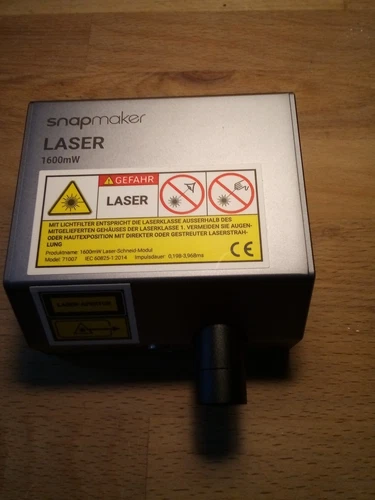 snapmaker
LASER
1600mW
GEFAHR
LASER
MIT LICHTFILTER ENTSPRICHT DIE LASERKLASSE AUSSERHALB DES
MITGELIEFERTEN GEHÄUSES DER LASERKLASSE 1. VERMEIDEN SIE AUGEN-
ODER HAUTEXPOSITION MIT DIREKTER ODER GESTREUTER LASERSTRAH-
LUNG
Produktname: 1600mW Laser-Schneid-Modul
Model: 71007 IEC 60825-1:2014 Impulsdauer: 0,198-3,968ms
CE